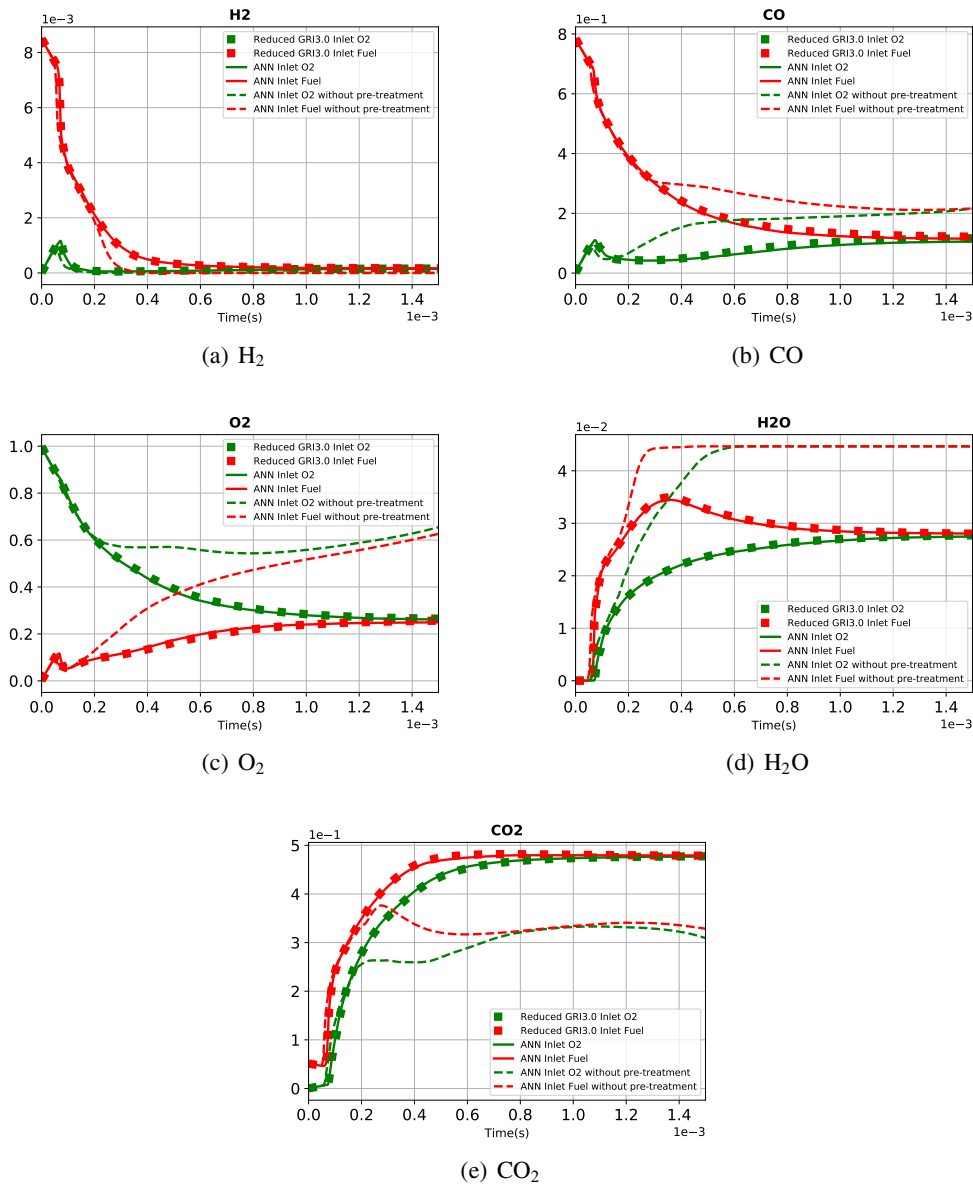 H2
1e−3
8
6
4
2
0
Reduced GRI3.0 Inlet O2
Reduced GRI3.0 Inlet Fuel
ANN Inlet O2
ANN Inlet Fuel
ANN Inlet O2 without pre-treatment
ANN Inlet Fuel without pre-treatment
0.0 0.2 0.4 0.6 0.8 1.0 1.2 1.4
Time(s)
1e−3
(a) H₂
CO
1e−1
8
6
4
2
0
Reduced GRI3.0 Inlet O2
Reduced GRI3.0 Inlet Fuel
ANN Inlet O2
ANN Inlet Fuel
ANN Inlet O2 without pre-treatment
ANN Inlet Fuel without pre-treatment
0.0 0.2 0.4 0.6 0.8 1.0 1.2 1.4
Time(s)
1e−3
(b) CO
O2
1.0
0.8
0.6
0.4
0.2
0.0
Reduced GRI3.0 Inlet O2
Reduced GRI3.0 Inlet Fuel
ANN Inlet O2
ANN Inlet Fuel
ANN Inlet O2 without pre-treatment
ANN Inlet Fuel without pre-treatment
0.0 0.2 0.4 0.6 0.8 1.0 1.2 1.4
Time(s)
1e−3
(c) O₂
H2O
1e−2
4
3
2
1
0
Reduced GRI3.0 Inlet O2
Reduced GRI3.0 Inlet Fuel
ANN Inlet O2
ANN Inlet Fuel
ANN Inlet O2 without pre-treatment
ANN Inlet Fuel without pre-treatment
0.0 0.2 0.4 0.6 0.8 1.0 1.2 1.4
Time(s)
1e−3
(d) H₂O
CO2
1e−1
5
4
3
2
1
0
Reduced GRI3.0 Inlet O2
Reduced GRI3.0 Inlet Fuel
ANN Inlet O2
ANN Inlet Fuel
ANN Inlet O2 without pre-treatment
ANN Inlet Fuel without pre-treatment
0.0 0.2 0.4 0.6 0.8 1.0 1.2 1.4
Time(s)
1e−3
(e) CO₂